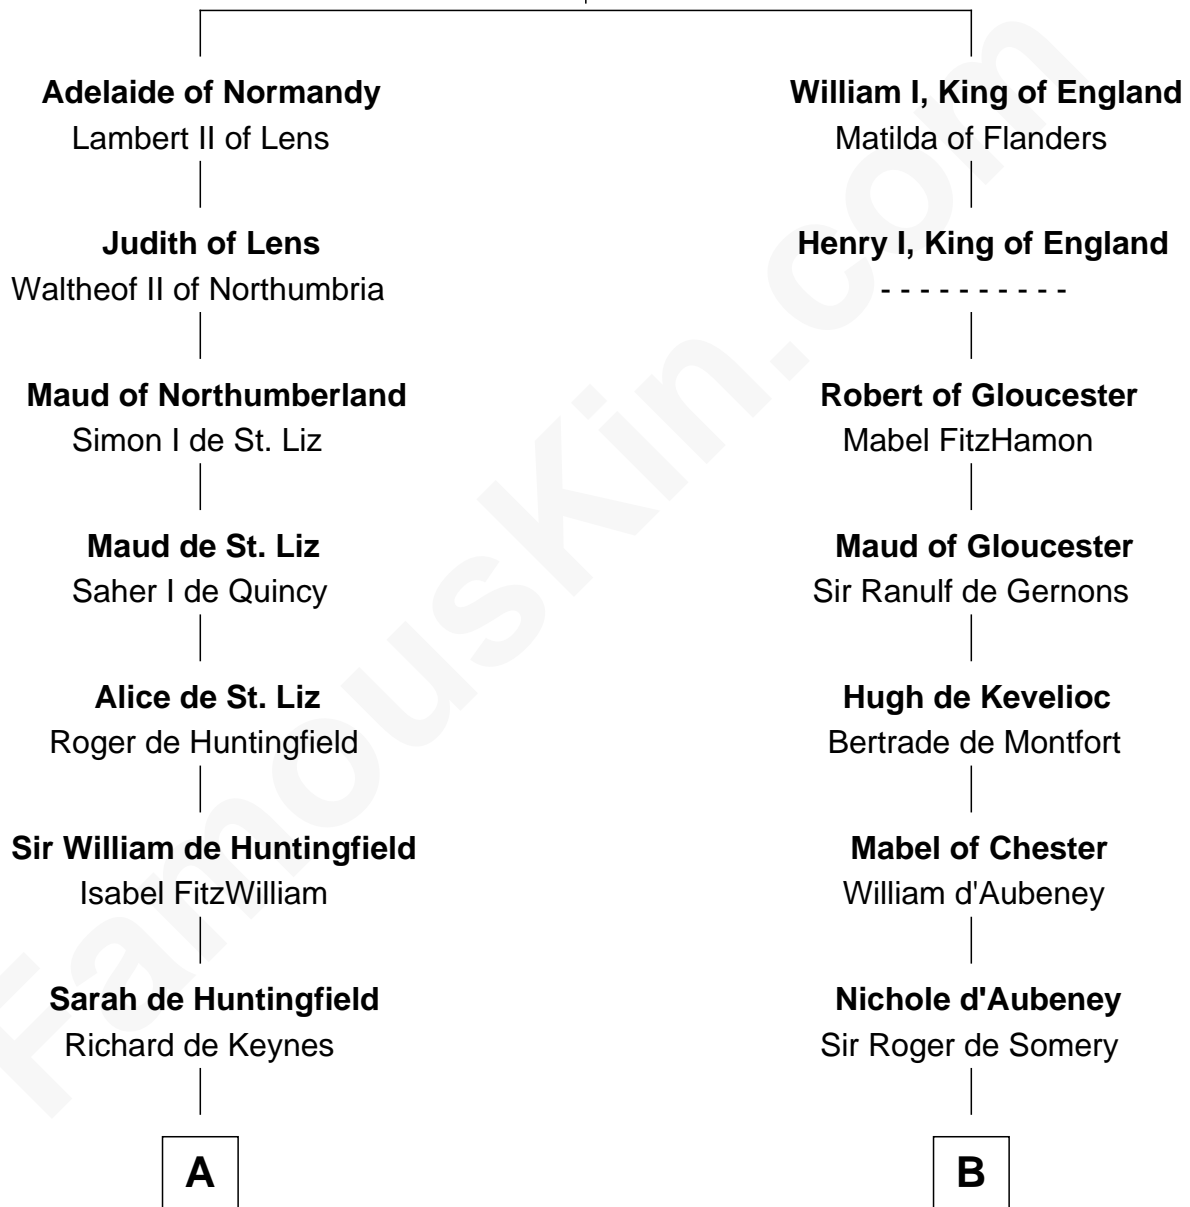 Adelaide of Normandy
Lambert II of Lens
Judith of Lens
Waltheof II of Northumbria
Maud of Northumberland
Simon I de St. Liz
Maud de St. Liz
Saher I de Quincy
Alice de St. Liz
Roger de Huntingfield
Sir William de Huntingfield
Isabel FitzWilliam
Sarah de Huntingfield
Richard de Keynes
A
William I, King of England
Matilda of Flanders
Henry I, King of England
- - - - - - - - - -
Robert of Gloucester
Mabel FitzHamon
Maud of Gloucester
Sir Ranulf de Gernons
Hugh de Kevelioc
Bertrade de Montfort
Mabel of Chester
William d'Aubeney
Nichole d'Aubeney
Sir Roger de Somery
B
FamousKin.com